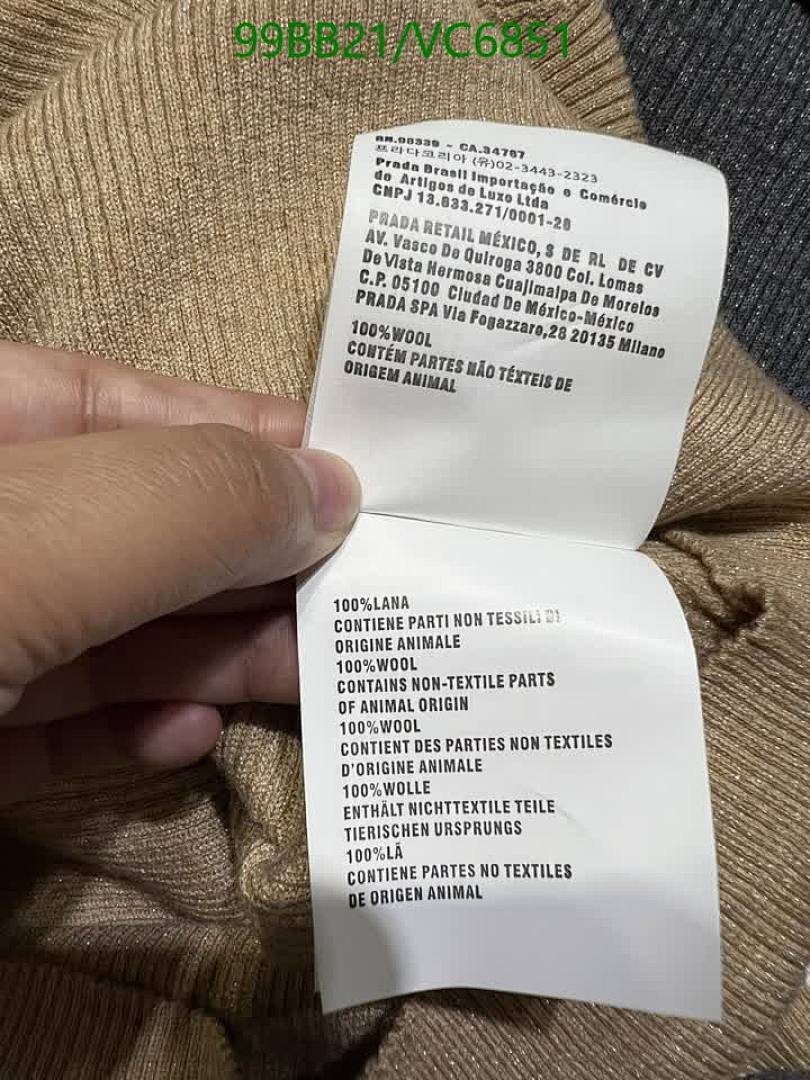 99BB21/VC6851
RN.98339 - CA.34767
프라다코리아 (유)02-3443-2323
Prada Brasil Importação e Comércio
de Artigos de Luxo Ltda
CNPJ 13.833.271/0001-28
PRADA RETAIL MÉXICO, S DE RL DE CV
AV. Vasco De Quiroga 3800 Col. Lomas
De Vista Hermosa Cuajimalpa De Morelos
C.P. 05100 Ciudad De México-México
PRADA SPA Via Fogazzaro,28 20135 Milano
100%WOOL
CONTÉM PARTES NÃO TÉXTEIS DE
ORIGEM ANIMAL
100%LANA
CONTIENE PARTI NON TESSILI DI
ORIGINE ANIMALE
100%WOOL
CONTAINS NON-TEXTILE PARTS
OF ANIMAL ORIGIN
100%WOOL
CONTIENT DES PARTIES NON TEXTILES
D'ORIGINE ANIMALE
100%WOLLE
ENTHÄLT NICHTTEXTILE TEILE
TIERISCHEN URSPRUNGS
100%LÃ
CONTIENE PARTES NO TEXTILES
DE ORIGEN ANIMAL